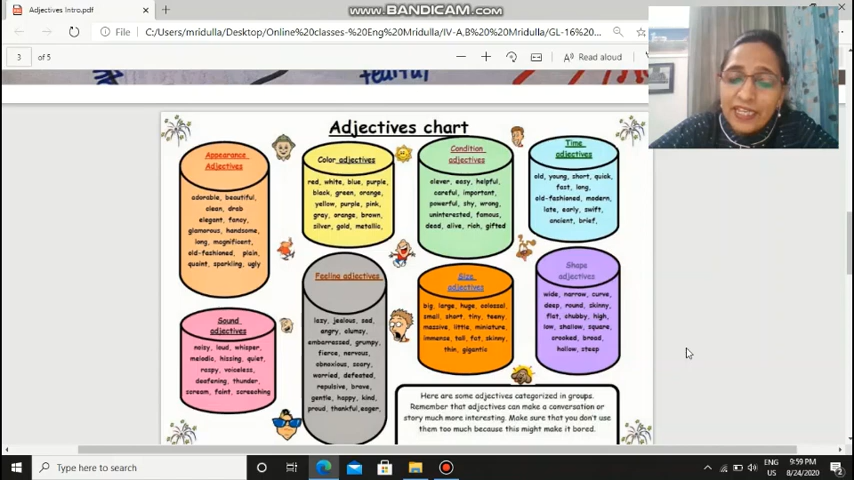 Adjectives Intro.pdf
WWW.BANDICAM.COM
File
C:/Users/mridulla/Desktop/Online%20classes-%20Eng%20Mridulla/IV-A,B%20%20Mridulla/GL-16%20...
3
of 5
Read aloud
fearful
Adjectives chart
Appearance
Adjectives
adorable, beautiful,
clean, drab
elegant, fancy,
glamorous, handsome,
long, magnificent,
old-fashioned, plain,
quaint, sparkling, ugly
Color adjectives
red, white, blue, purple,
black, green, orange,
yellow, purple, pink,
gray, orange, brown,
silver, gold, metallic,
Condition
adjectives
clever, easy, helpful,
careful, important,
powerful, shy, wrong,
uninterested, famous,
dead, alive, rich, gifted
Time
adjectives
old, young, short, quick,
fast, long,
old-fashioned, modern,
late, early, swift,
ancient, brief,
Sound
adjectives
noisy, loud, whisper,
melodic, hissing, quiet,
raspy, voiceless,
deafening, thunder,
scream, faint, screeching
Feeling adjectives
lazy, jealous, sad,
angry, clumsy,
embarrassed, grumpy,
fierce, nervous,
obnoxious, scary,
worried, defeated,
repulsive, brave,
gentle, happy, kind,
proud, thankful,eager,
Size
adjectives
big, large, huge, colossal,
small, short, tiny, teeny,
massive, little, miniature,
immense, tall, fat, skinny,
thin, gigantic
Shape
adjectives
wide, narrow, curve,
deep, round, skinny,
flat, chubby, high,
low, shallow, square,
crooked, broad,
hollow, steep
Here are some adjectives categorized in groups.
Remember that adjectives can make a conversation or
story much more interesting. Make sure that you don't use
them too much because this might make it bored.
Type here to search
ENG
US
9:59 PM
8/24/2020
2